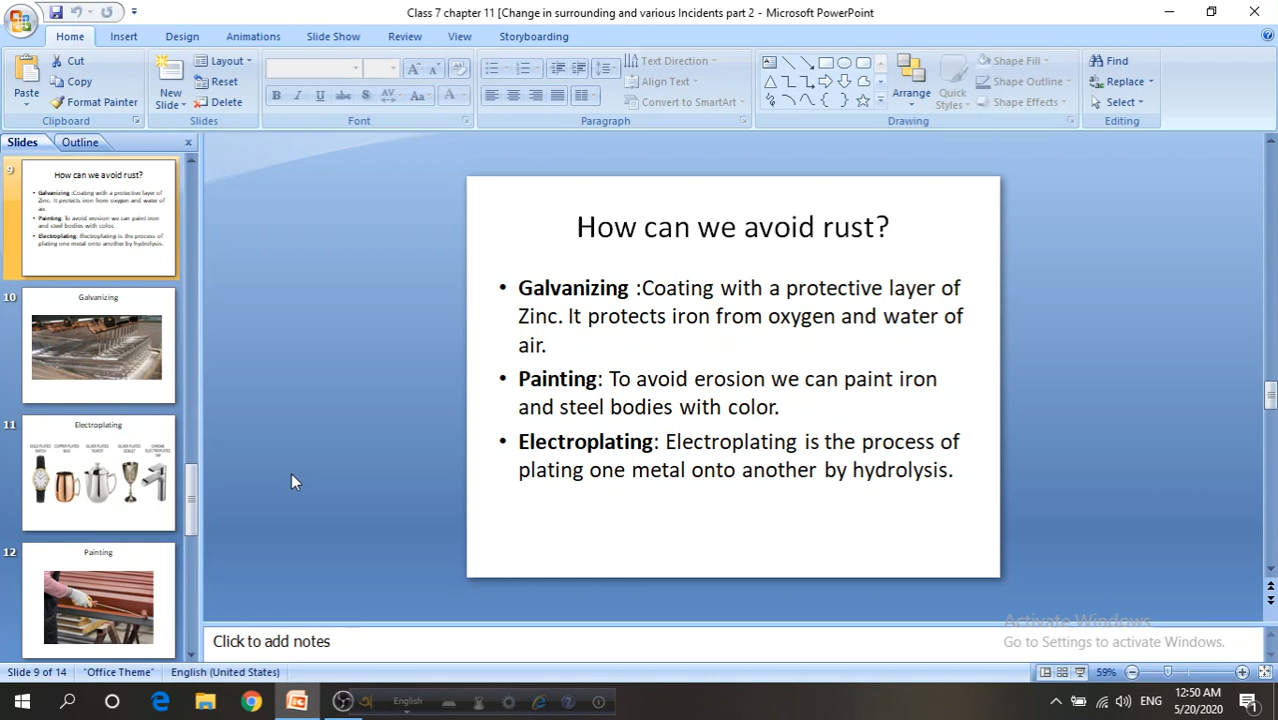 Class 7 chapter 11 [Change in surrounding and various Incidents part 2 - Microsoft PowerPoint
Home Insert Design Animations Slide Show Review View Storyboarding
Paste
Cut
Copy
Format Painter
Clipboard
New
Slide
Layout
Reset
Delete
Slides
B I U abc S AV Aa A
Font
Text Direction
Align Text
Convert to SmartArt
Paragraph
Arrange
Quick
Styles
Shape Fill
Shape Outline
Shape Effects
Drawing
Find
Replace
Select
Editing
Slides Outline
9
How can we avoid rust?
• Galvanizing :Coating with a protective layer of
Zinc. It protects iron from oxygen and water of
air.
• Painting: To avoid erosion we can paint iron
and steel bodies with color.
• Electroplating: Electroplating is the process of
plating one metal onto another by hydrolysis.
10
Galvanizing
11
Electroplating
12
Painting
How can we avoid rust?
• Galvanizing :Coating with a protective layer of
Zinc. It protects iron from oxygen and water of
air.
• Painting: To avoid erosion we can paint iron
and steel bodies with color.
• Electroplating: Electroplating is the process of
plating one metal onto another by hydrolysis.
Activate Windows
Go to Settings to activate Windows.
Click to add notes
Slide 9 of 14 "Office Theme" English (United States) 59%
English
ENG
12:50 AM
5/20/2020